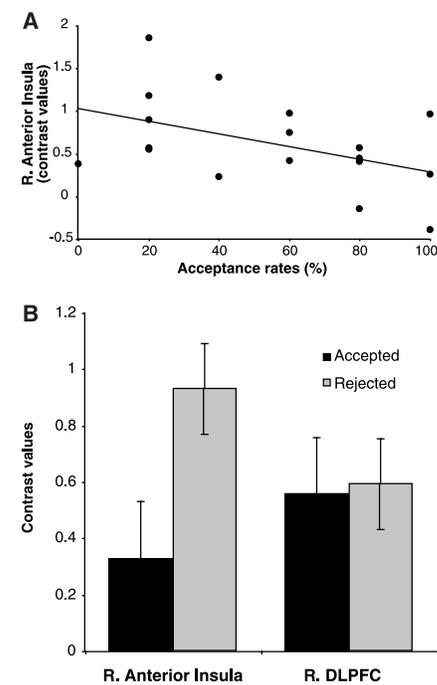 A
R. Anterior Insula
(contrast values)
2
1.5
1
0.5
0
-0.5
0 20 40 60 80 100
Acceptance rates (%)
B
Contrast values
1.2
1
0.8
0.6
0.4
0.2
0
Accepted
Rejected
R. Anterior Insula R. DLPFC